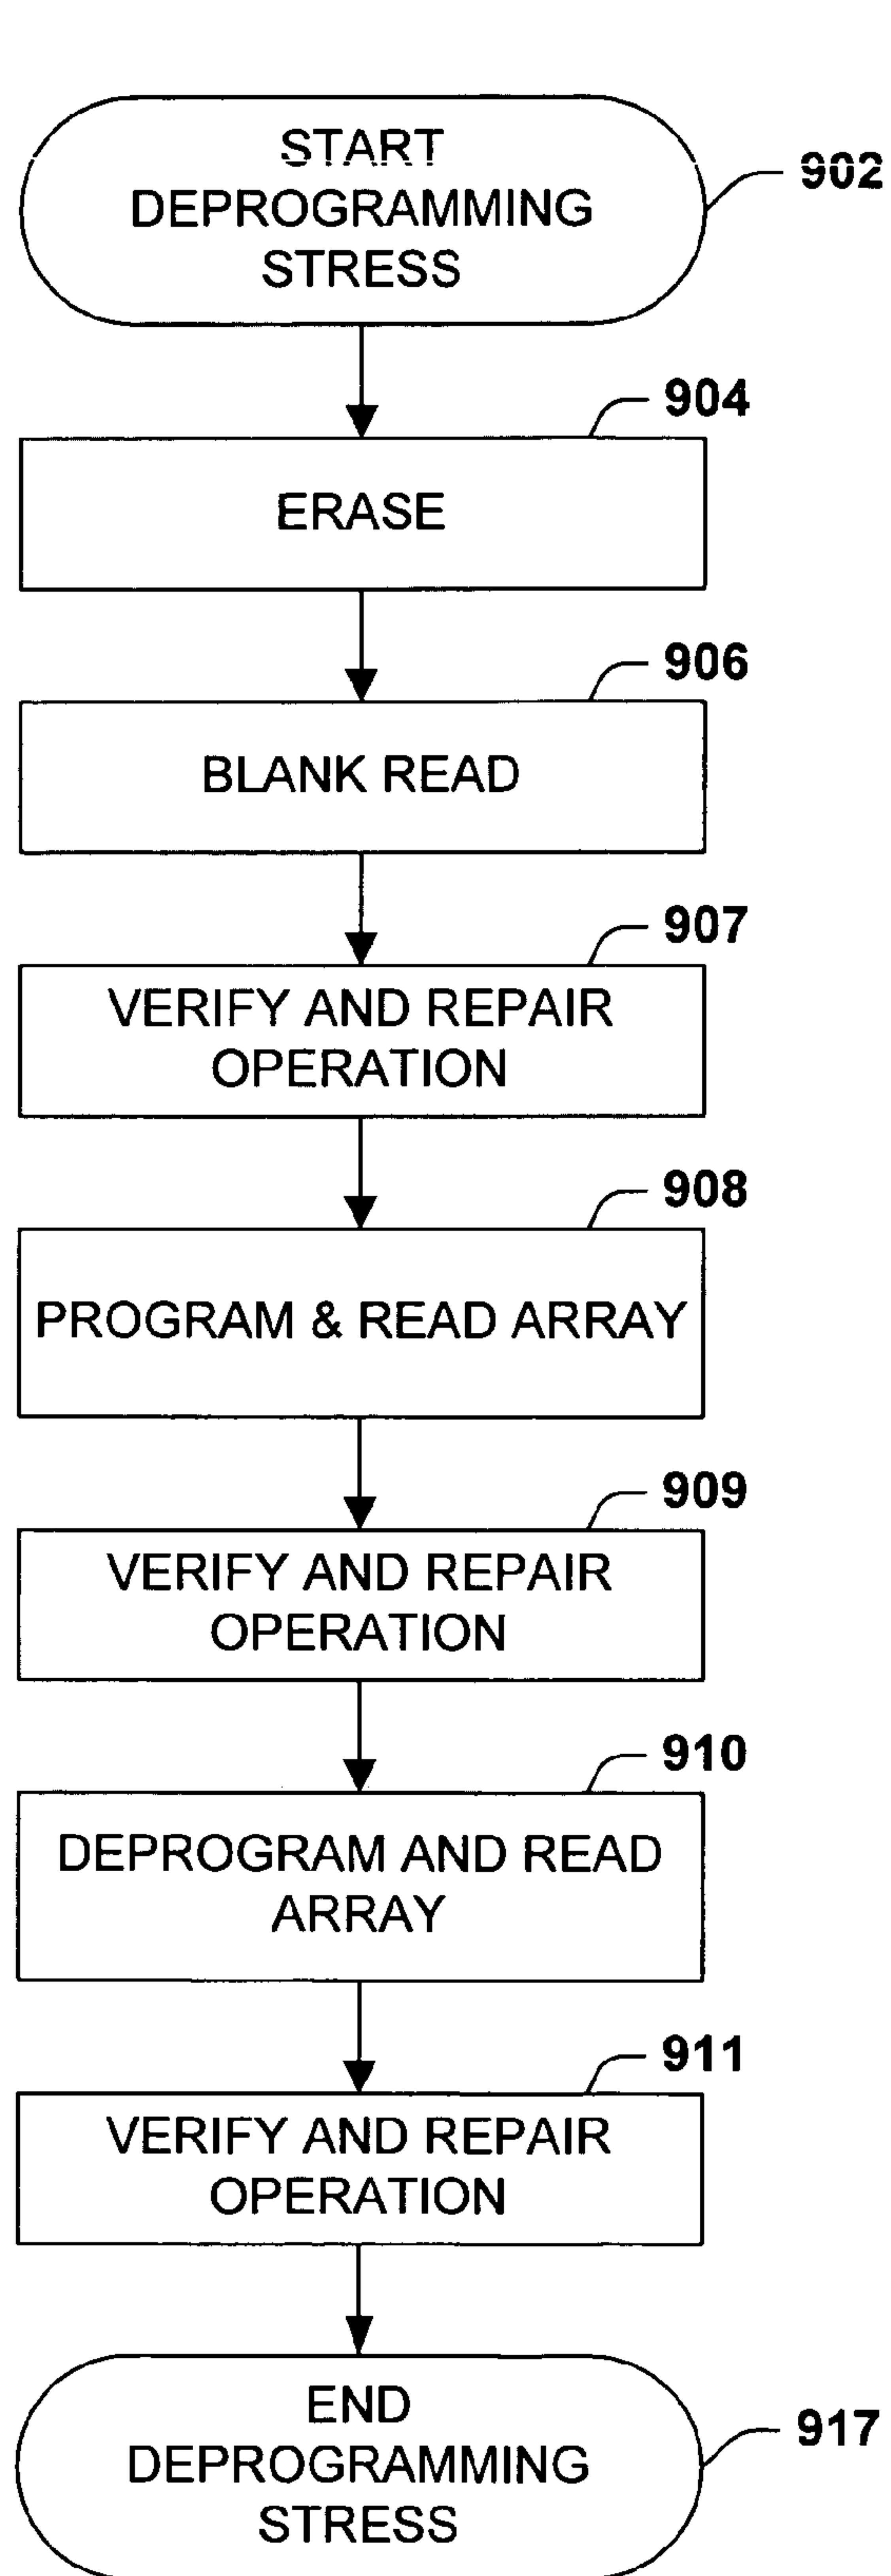 START
DEPROGRAMMING
STRESS
902
904
ERASE
906
BLANK READ
907
VERIFY AND REPAIR
OPERATION
908
PROGRAM & READ ARRAY
909
VERIFY AND REPAIR
OPERATION
910
DEPROGRAM AND READ
ARRAY
911
VERIFY AND REPAIR
OPERATION
END
DEPROGRAMMING
STRESS
917